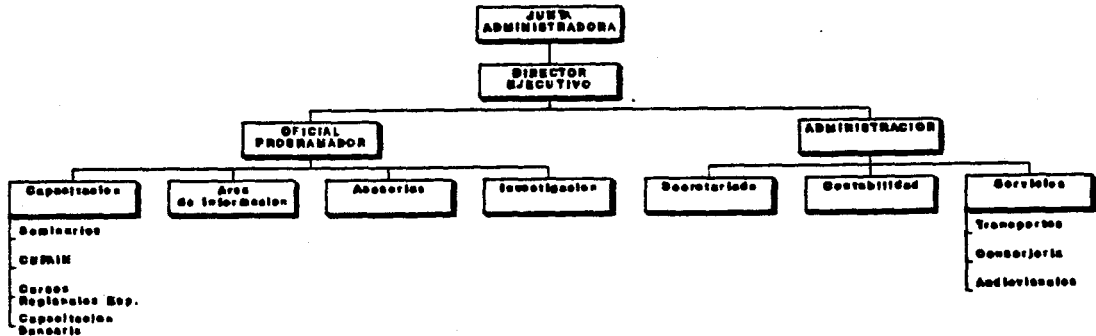 JUNTA
ADMINISTRADORA
DIRECTOR
EJECUTIVO
OFICIAL
PROGRAMADOR
ADMINISTRACION
Capacitacion
Area
de Informacion
Asesorias
Investigacion
Secretariado
Contabilidad
Servicios
Seminarios
Cursos
Regionales Esp.
Capacitacion
Bancaria
Transportes
Conserjeria
Audiovisuales